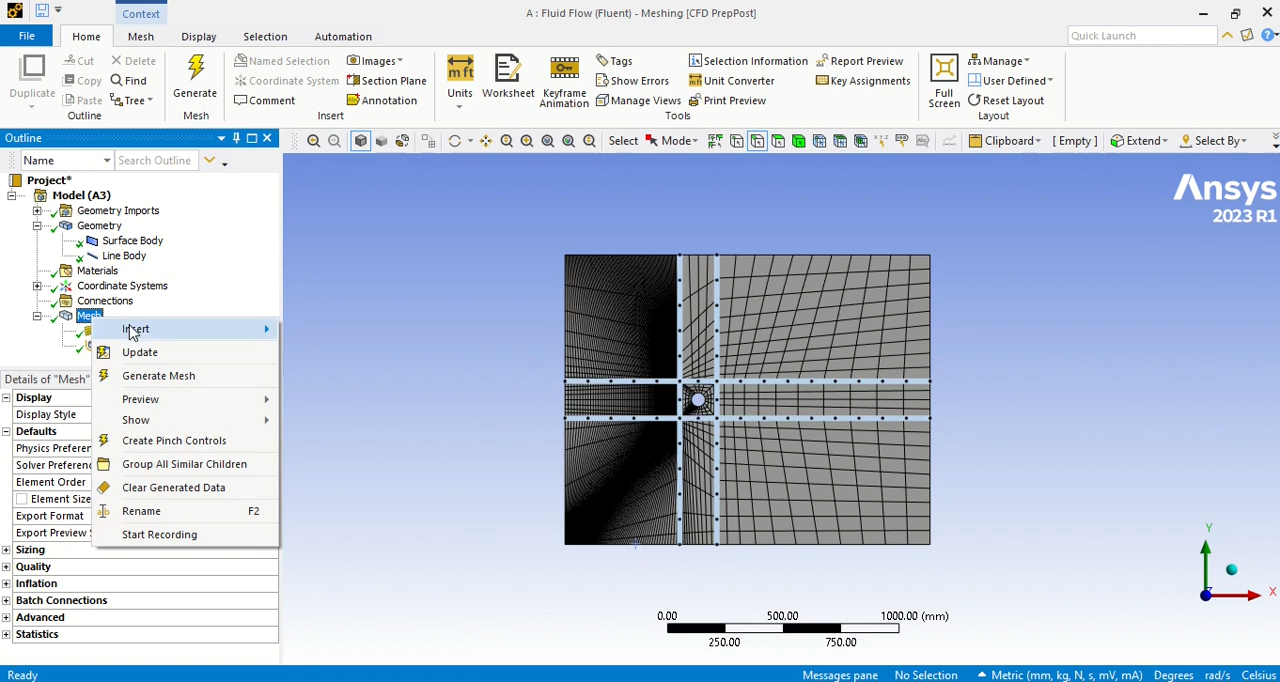 Context
A : Fluid Flow (Fluent) - Meshing [CFD PrepPost]
File Home Mesh Display Selection Automation Quick Launch
Duplicate Cut Copy Paste Delete Find Tree
Outline
Generate
Mesh
Named Selection Coordinate System Comment Images Section Plane Annotation
Insert
Units Worksheet Keyframe Animation Tags Show Errors Manage Views Selection Information Unit Converter Print Preview Report Preview Key Assignments
Tools
Full Screen Manage User Defined Reset Layout
Layout
Outline
Name Search Outline
Select Mode Clipboard [ Empty ] Extend Select By
Project*
Model (A3)
Geometry Imports
Geometry
Surface Body
Line Body
Materials
Coordinate Systems
Connections
Mesh
Insert
Update
Generate Mesh
Preview
Show
Create Pinch Controls
Group All Similar Children
Clear Generated Data
Rename F2
Start Recording
Details of "Mesh"
Display
Display Style
Defaults
Physics Preferen
Solver Preferenc
Element Order
Element Size
Export Format
Export Preview S
Sizing
Quality
Inflation
Batch Connections
Advanced
Statistics
Ansys
2023 R1
Y
X
0.00 500.00 1000.00 (mm)
250.00 750.00
Ready Messages pane No Selection Metric (mm, kg, N, s, mV, mA) Degrees rad/s Celsius